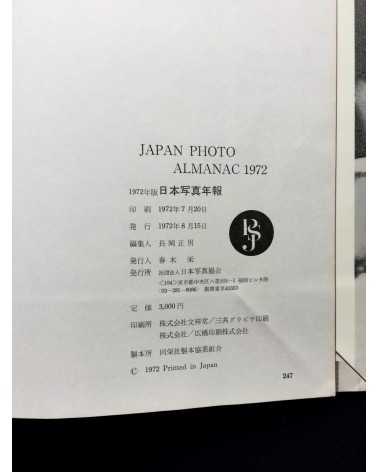 JAPAN PHOTO
ALMANAC 1972
1972年版 日本写真年報
印 刷 1972年7月20日
発 行 1972年8月15日
編集人 長岡正男
発行人 春木 栄
発行所 社団法人 日本写真協会
PSJ
定 価 3,000円
印刷所 株式会社文祥堂/三共グラビヤ印刷
株式会社/広橋印刷株式会社
製本所 同栄社製本協業組合
© 1972 Printed in Japan
247